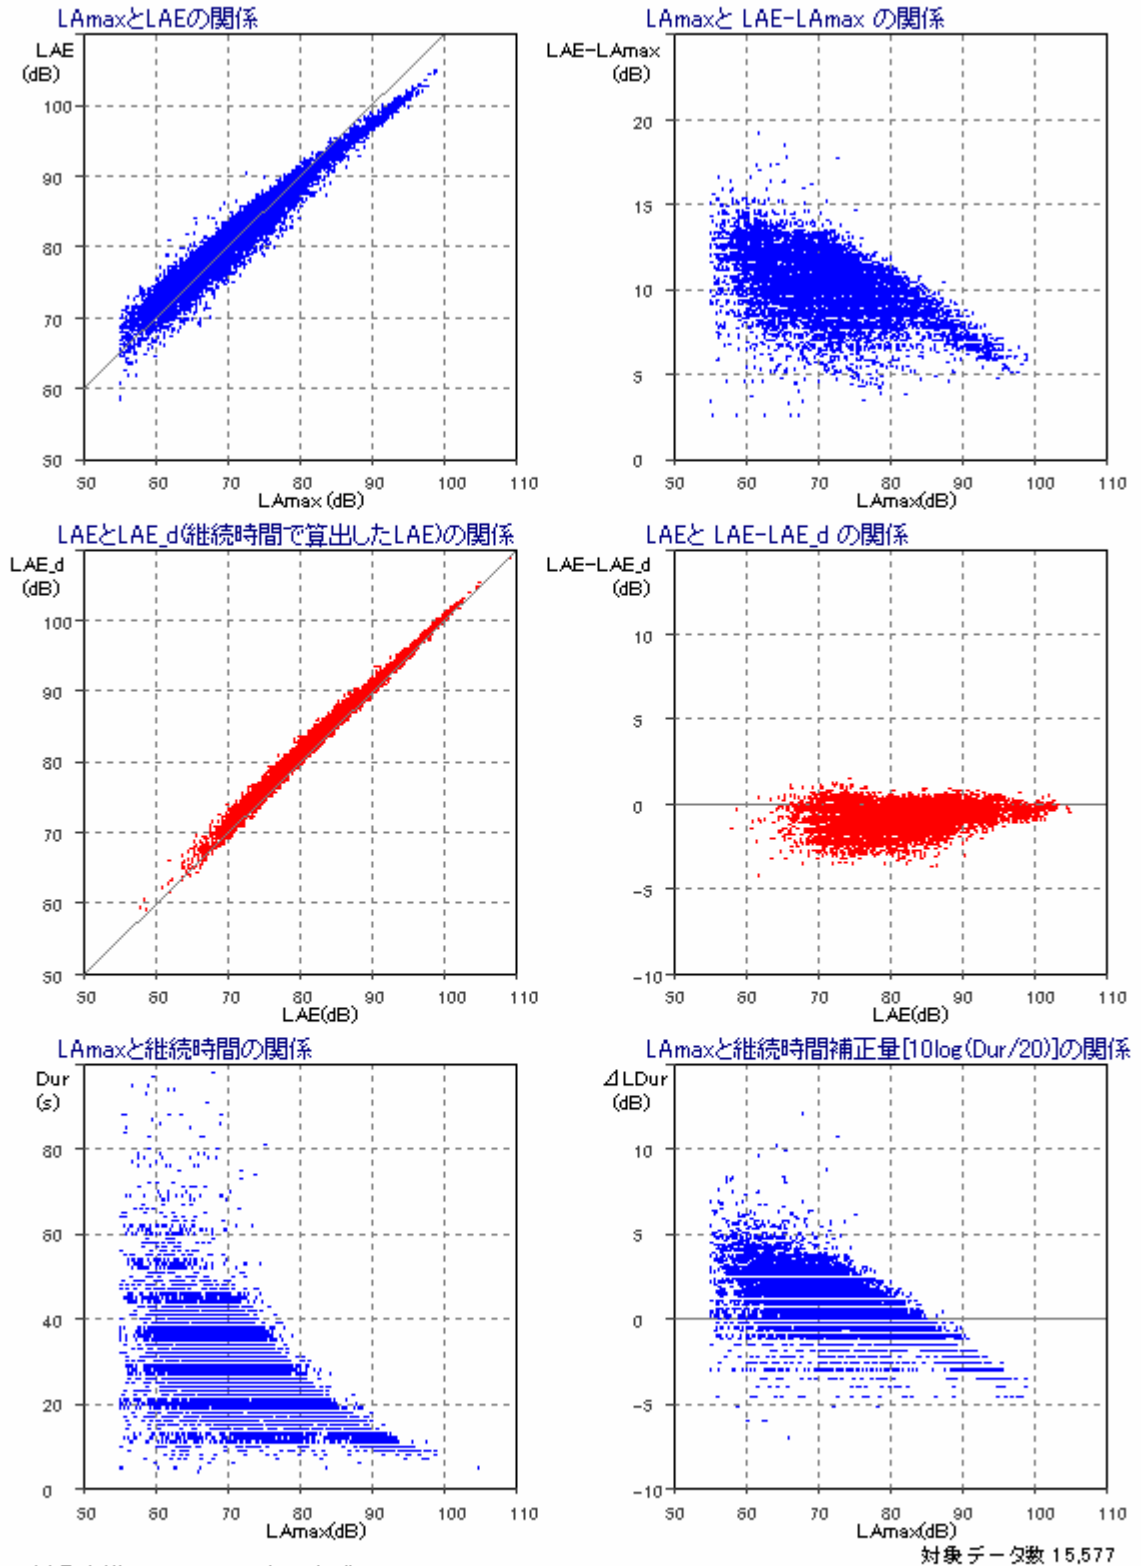 LAmaxとLAEの関係
LAE
(dB)
100
90
80
70
60
50
50 60 70 80 90 100 110
LAmax (dB)
LAmaxと LAE-LAmax の関係
LAE-LAmax
(dB)
20
15
10
5
0
50 60 70 80 90 100 110
LAmax(dB)
LAEとLAE_d(継続時間で算出したLAE)の関係
LAE_d
(dB)
100
90
80
70
60
50
50 60 70 80 90 100 110
LAE(dB)
LAEと LAE-LAE_d の関係
LAE-LAE_d
(dB)
10
5
0
-5
-10
50 60 70 80 90 100 110
LAE(dB)
LAmaxと継続時間の関係
Dur
(s)
80
60
40
20
0
50 60 70 80 90 100 110
LAmax(dB)
LAmaxと継続時間補正量[10log(Dur/20)]の関係
⊿LDur
(dB)
10
5
0
-5
-10
50 60 70 80 90 100 110
LAmax(dB)
対象データ数 15,577